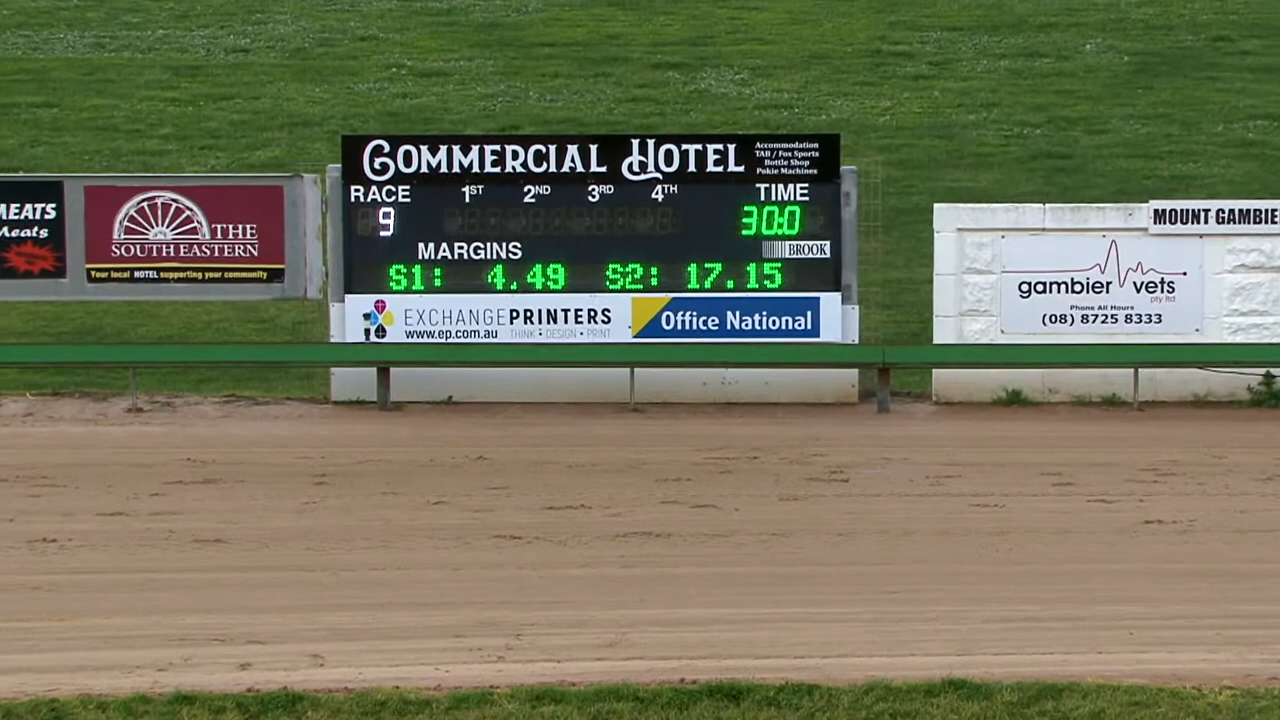 COMMERCIAL HOTEL
Accommodation
TAB / Fox Sports
Bottle Shop
Pokie Machines
RACE 1ST 2ND 3RD 4TH TIME
9 30:0
MARGINS
BROOK
S1: 4.49 S2: 17.15
EXCHANGEPRINTERS
www.ep.com.au THINK • DESIGN • PRINT
Office National
MEATS
Meats
THE
SOUTH EASTERN
Your local HOTEL supporting your community
MOUNT GAMBIE
gambier vets
pty ltd
Phone All Hours
(08) 8725 8333